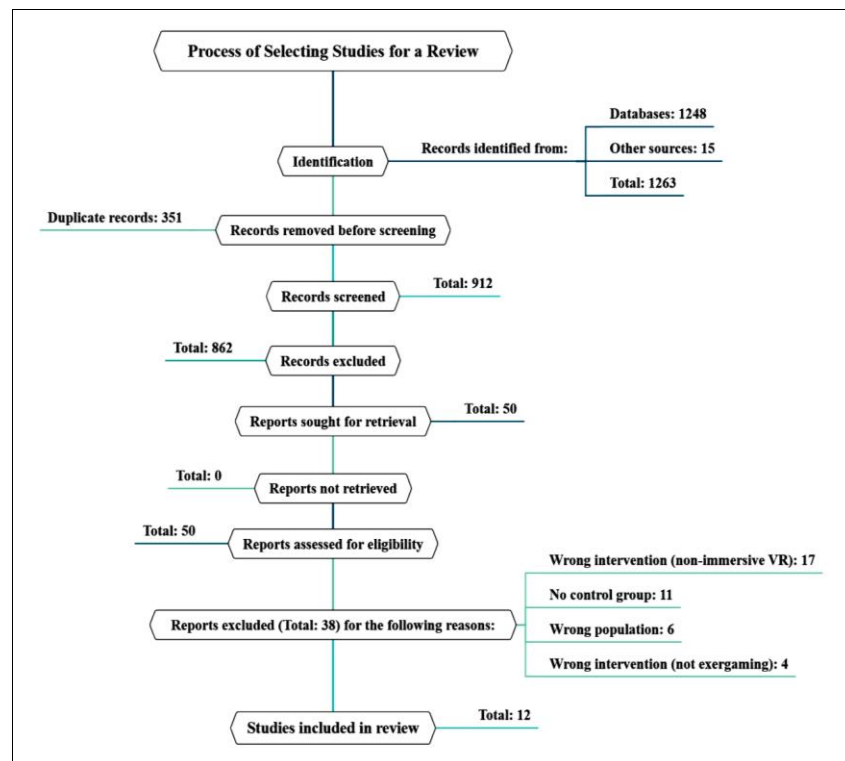 Process of Selecting Studies for a Review
Databases: 1248
Identification
Records identified from:
Other sources: 15
Total: 1263
Duplicate records: 351
Records removed before screening
Records screened
Total: 912
Total: 862
Records excluded
Reports sought for retrieval
Total: 50
Total: 0
Reports not retrieved
Total: 50
Reports assessed for eligibility
Wrong intervention (non-immersive VR): 17
No control group: 11
Reports excluded (Total: 38) for the following reasons:
Wrong population: 6
Wrong intervention (not exergaming): 4
Studies included in review
Total: 12